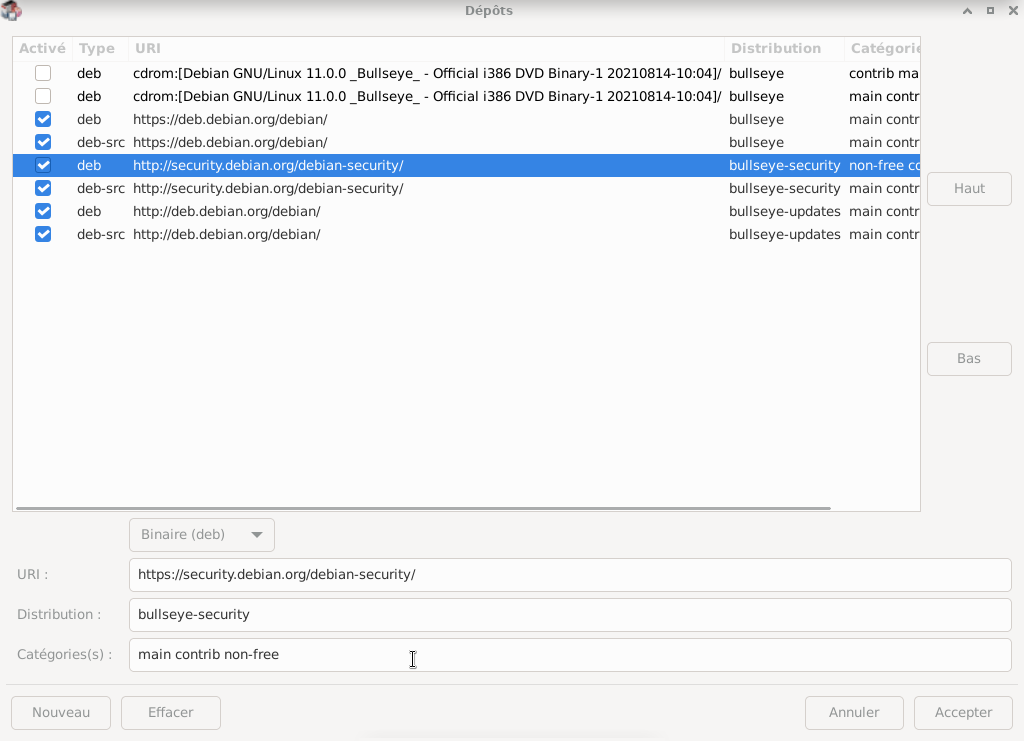 Dépôts
Activé Type URI Distribution Catégorie
deb cdrom:[Debian GNU/Linux 11.0.0 _Bullseye_ - Official i386 DVD Binary-1 20210814-10:04]/ bullseye contrib ma
deb cdrom:[Debian GNU/Linux 11.0.0 _Bullseye_ - Official i386 DVD Binary-1 20210814-10:04]/ bullseye main contr
deb https://deb.debian.org/debian/ bullseye main contr
deb-src https://deb.debian.org/debian/ bullseye main contr
deb http://security.debian.org/debian-security/ bullseye-security non-free co
deb-src http://security.debian.org/debian-security/ bullseye-security main contr
deb http://deb.debian.org/debian/ bullseye-updates main contr
deb-src http://deb.debian.org/debian/ bullseye-updates main contr
Haut
Bas
Binaire (deb)
URI : https://security.debian.org/debian-security/
Distribution : bullseye-security
Catégories(s) : main contrib non-free
Nouveau Effacer Annuler Accepter